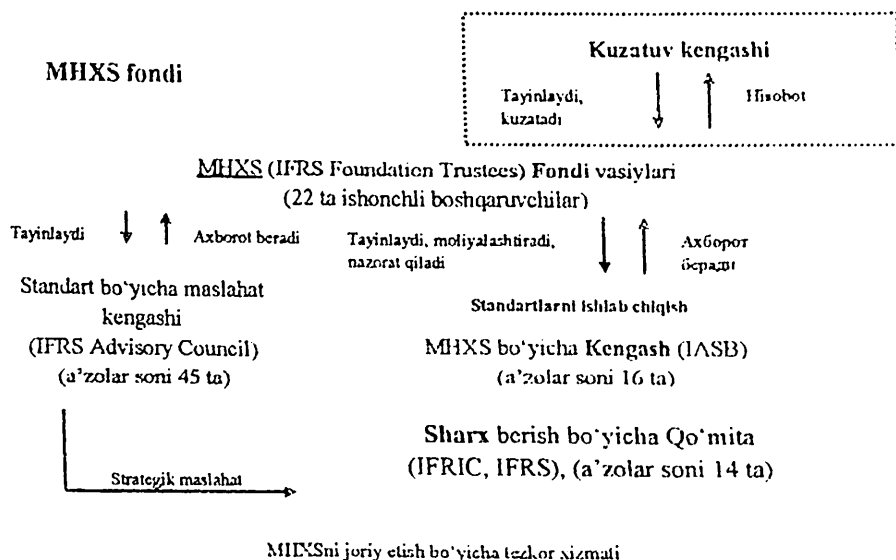 MHXS fondi
Kuzatuv kengashi
Tayinlaydi,
kuzatadi
Hisobot
MHXS (IFRS Foundation Trustees) Fondi vasiylari
(22 ta ishonchli boshqaruvchilar)
Tayinlaydi
Axborot beradi
Tayinlaydi, moliyalashtiradi,
nazorat qiladi
Ахборот
беради
Standart bo‘yicha maslahat
kengashi
(IFRS Advisory Council)
(a’zolar soni 45 ta)
Standartlarni ishlab chiqish
MHXS bo‘yicha Kengash (IASB)
(a’zolar soni 16 ta)
Sharx berish bo‘yicha Qo‘mita
(IFRIC, IFRS), (a’zolar soni 14 ta)
Strategik maslahat
MHXSni joriy etish bo‘yicha tezkor xizmati